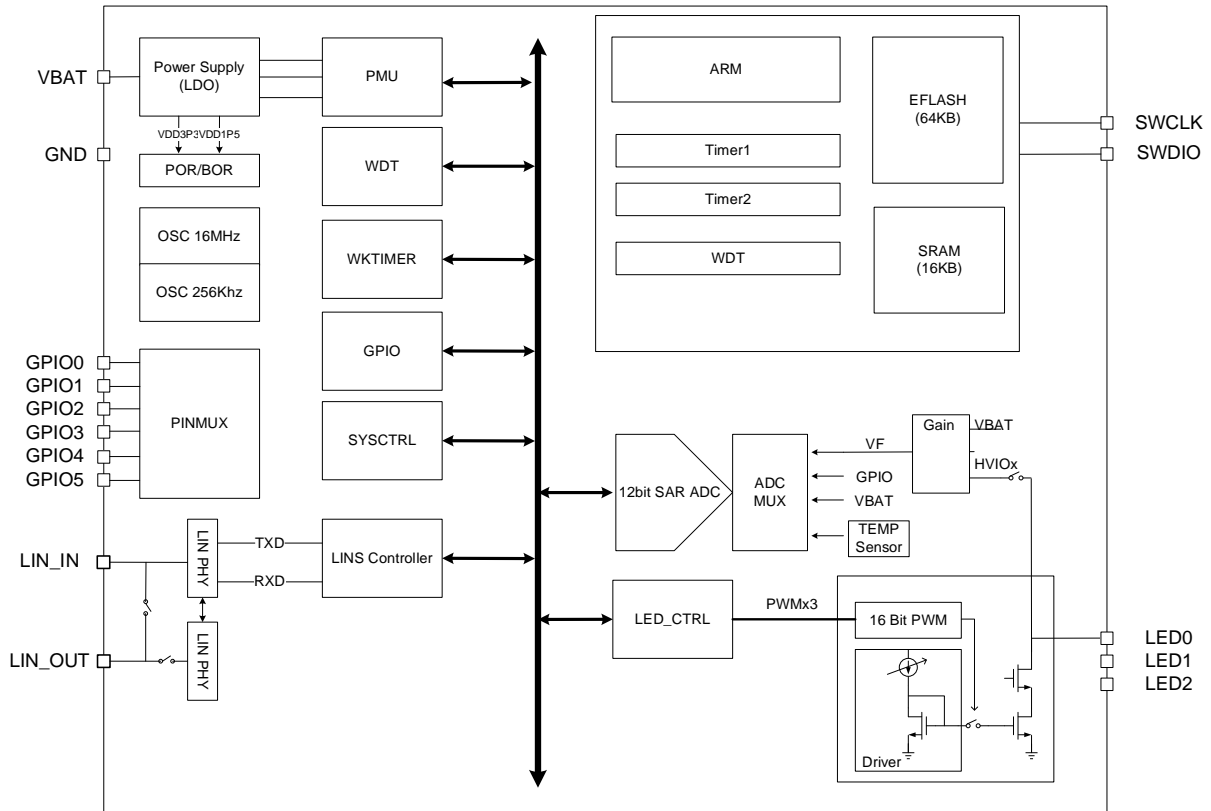 VBAT
GND
Power Supply
(LDO)
VDD3P3
VDD1P5
POR/BOR
OSC 16MHz
OSC 256Khz
GPIO0
GPIO1
GPIO2
GPIO3
GPIO4
GPIO5
PINMUX
LIN_IN
LIN_OUT
LIN PHY
LIN PHY
TXD
RXD
PMU
WDT
WKTIMER
GPIO
SYSCTRL
LINS Controller
ARM
Timer1
Timer2
WDT
EFLASH
(64KB)
SRAM
(16KB)
SWCLK
SWDIO
12bit SAR ADC
ADC
MUX
VF
GPIO
VBAT
TEMP
Sensor
Gain
VBAT
HVIOx
LED_CTRL
PWMx3
16 Bit PWM
Driver
LED0
LED1
LED2